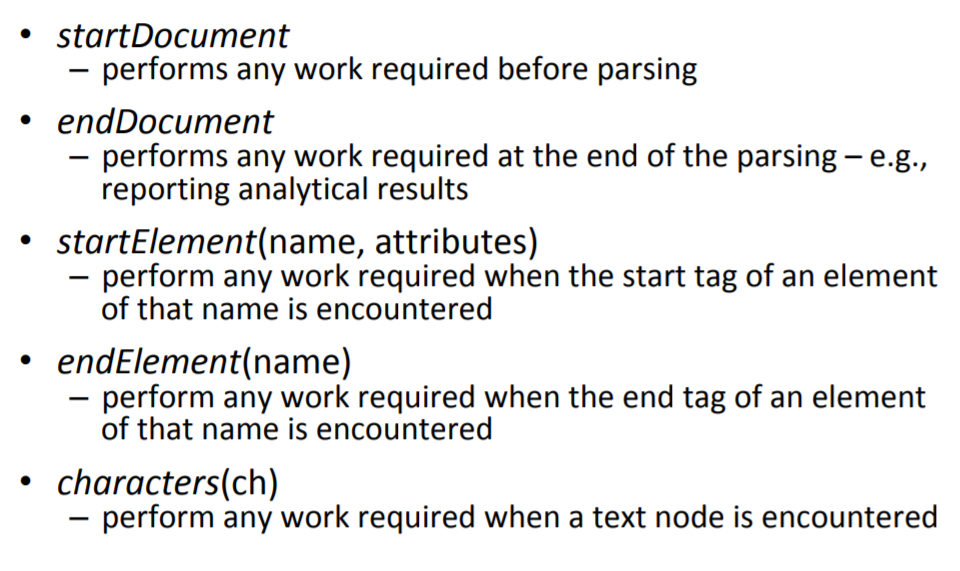 • startDocument
– performs any work required before parsing
• endDocument
– performs any work required at the end of the parsing – e.g.,
reporting analytical results
• startElement(name, attributes)
– perform any work required when the start tag of an element
of that name is encountered
• endElement(name)
– perform any work required when the end tag of an element
of that name is encountered
• characters(ch)
– perform any work required when a text node is encountered